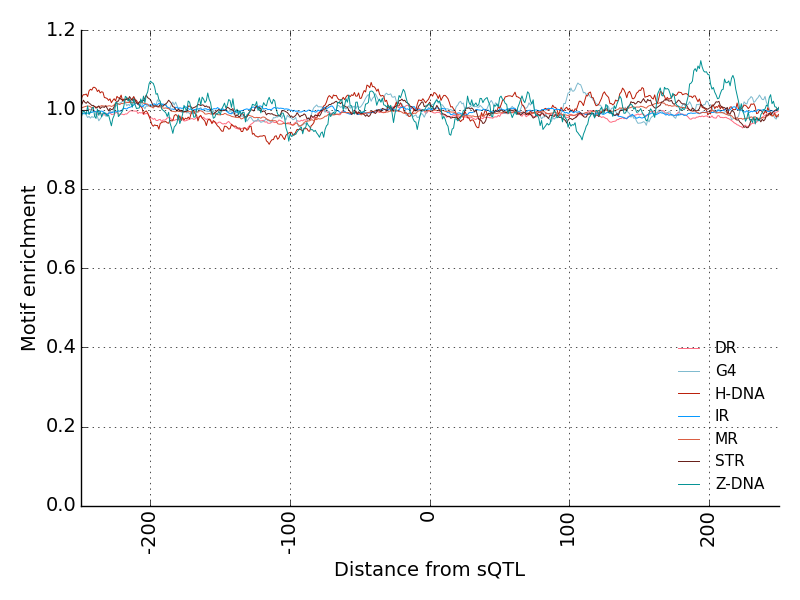 1.2
1.0
0.8
0.6
0.4
0.2
0.0
Motif enrichment
DR
G4
H-DNA
IR
MR
STR
Z-DNA
-200
-100
0
100
200
Distance from sQTL